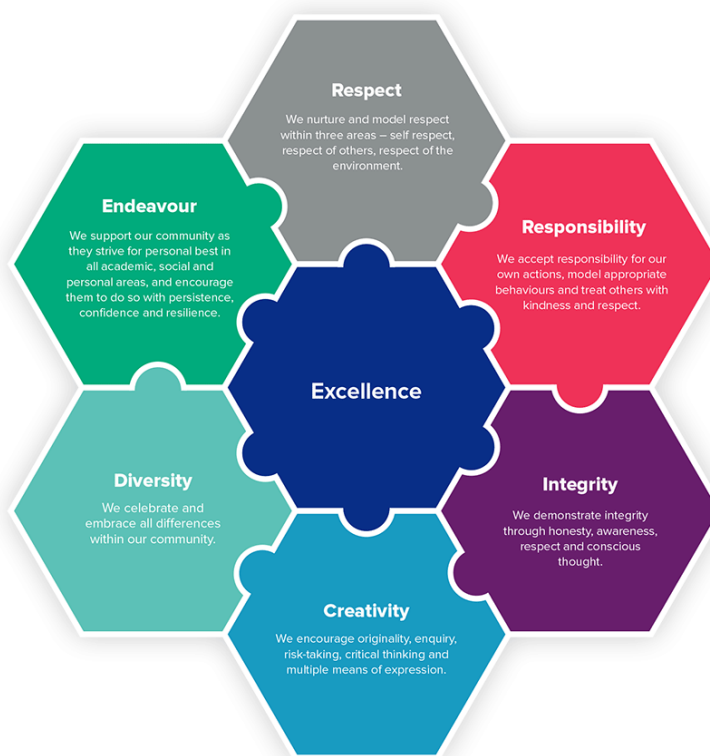 Respect
We nurture and model respect
within three areas – self respect,
respect of others, respect of the
environment.
Endeavour
We support our community as
they strive for personal best in
all academic, social and
personal areas, and encourage
them to do so with persistence,
confidence and resilience.
Responsibility
We accept responsibility for our
own actions, model appropriate
behaviours and treat others with
kindness and respect.
Excellence
Diversity
We celebrate and
embrace all differences
within our community.
Integrity
We demonstrate integrity
through honesty, awareness,
respect and conscious
thought.
Creativity
We encourage originality, enquiry,
risk-taking, critical thinking and
multiple means of expression.